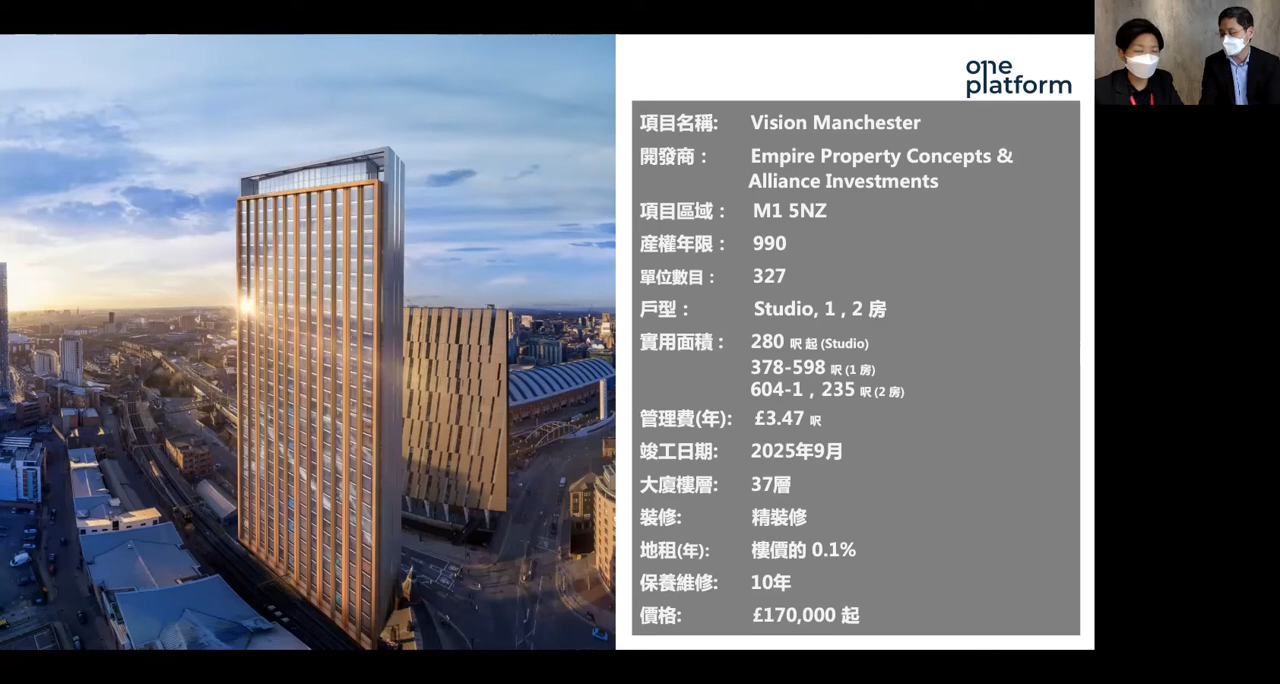 one
platform
項目名稱: Vision Manchester
開發商： Empire Property Concepts &
Alliance Investments
項目區域： M1 5NZ
產權年限： 990
單位數目： 327
戶型： Studio, 1 , 2 房
實用面積： 280 呎 起 (Studio)
378-598 呎 (1 房)
604-1 , 235 呎 (2 房)
管理費(年): £3.47 呎
竣工日期: 2025年9月
大廈樓層: 37層
裝修: 精裝修
地租(年): 樓價的 0.1%
保養維修: 10年
價格: £170,000 起